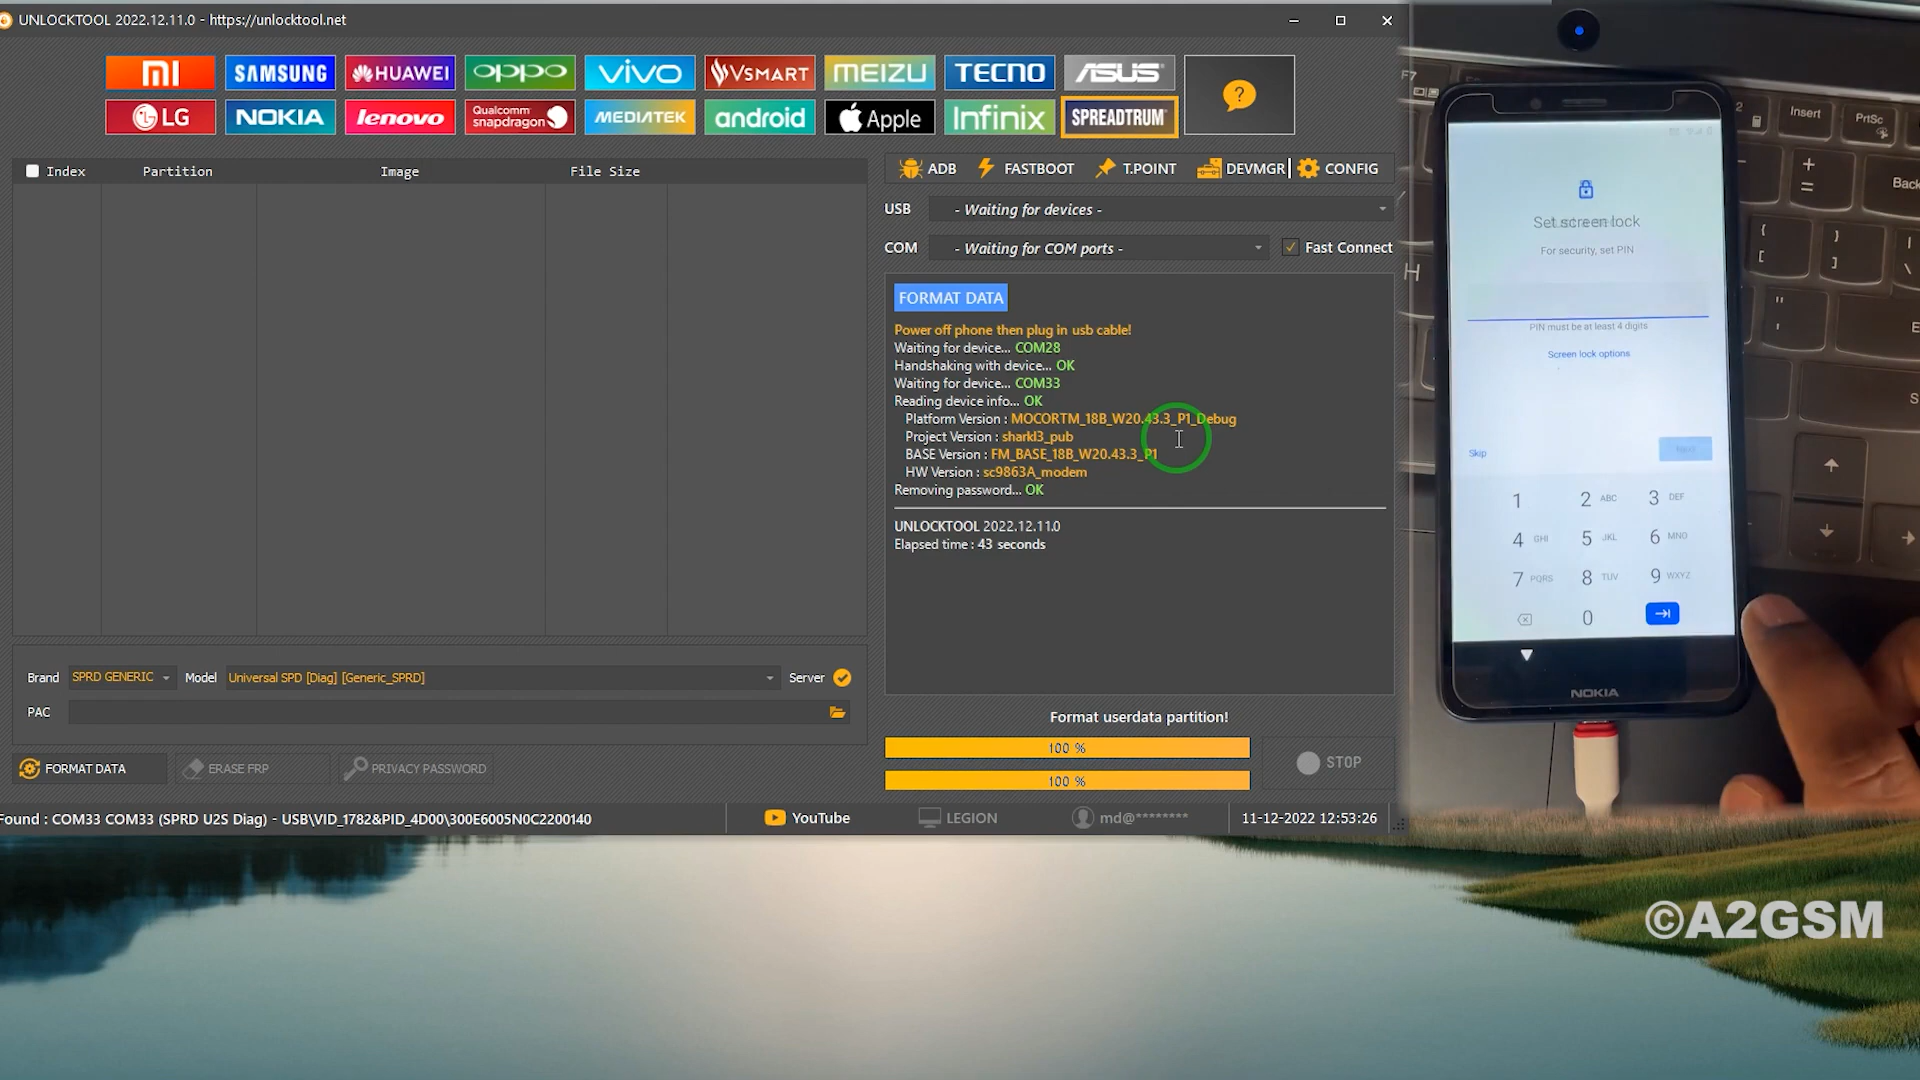 UNLOCKTOOL 2022.12.11.0 - https://unlocktool.net
SAMSUNG HUAWEI oppo vivo VSMART MEIZU TECNO ASUS
LG NOKIA lenovo Qualcomm snapdragon MEDIATEK android Apple Infinix SPREADTRUM
?
Index Partition Image File Size
ADB FASTBOOT T.POINT DEVMGR CONFIG
USB - Waiting for devices -
COM - Waiting for COM ports - Fast Connect
FORMAT DATA
Power off phone then plug in usb cable!
Waiting for device... COM28
Handshaking with device... OK
Waiting for device... COM33
Reading device info... OK
Platform Version : MOCORTM_18B_W20.43.3_P1_Debug
Project Version : sharkl3_pub
BASE Version : FM_BASE_18B_W20.43.3_P1
HW Version : sc9863A_modem
Removing password... OK
UNLOCKTOOL 2022.12.11.0
Elapsed time : 43 seconds
Brand SPRD GENERIC Model Universal SPD [Diag] [Generic_SPRD] Server
PAC
FORMAT DATA ERASE FRP PRIVACY PASSWORD
Format userdata partition!
100 %
100 %
STOP
Found : COM33 COM33 (SPRD U2S Diag) - USB\VID_1782&PID_4D00\300E6005N0C2200140
YouTube LEGION md@******** 11-12-2022 12:53:26
Set screen lock
For security, set PIN
PIN must be at least 4 digits
Screen lock options
Skip
1 2 ABC 3 DEF
4 GHI 5 JKL 6 MNO
7 PQRS 8 TUV 9 WXYZ
0
NOKIA
F7
Insert
PrtSc
Back
H
©A2GSM